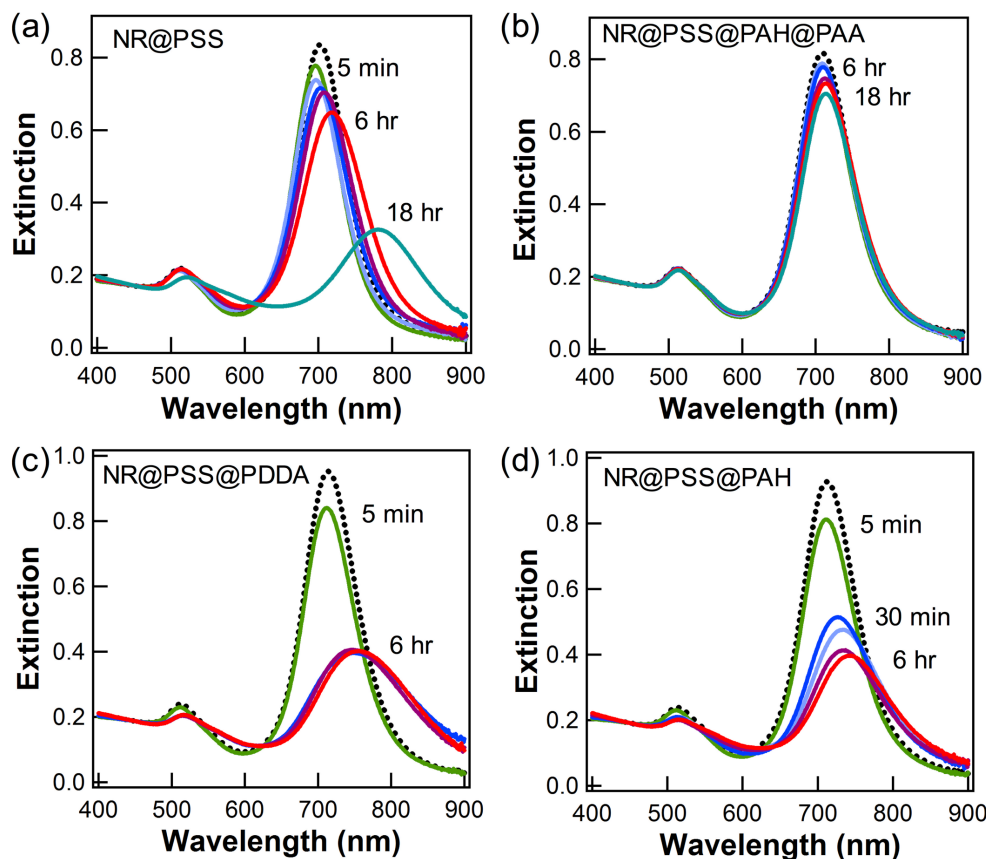 (a)
NR@PSS
5 min
6 hr
18 hr
0.8
0.6
0.4
0.2
0.0
Extinction
400 500 600 700 800 900
Wavelength (nm)
(b)
NR@PSS@PAH@PAA
6 hr
18 hr
0.8
0.6
0.4
0.2
0.0
Extinction
400 500 600 700 800 900
Wavelength (nm)
(c)
NR@PSS@PDDA
5 min
6 hr
1.0
0.8
0.6
0.4
0.2
0.0
Extinction
400 500 600 700 800 900
Wavelength (nm)
(d)
NR@PSS@PAH
5 min
30 min
6 hr
1.0
0.8
0.6
0.4
0.2
0.0
Extinction
400 500 600 700 800 900
Wavelength (nm)